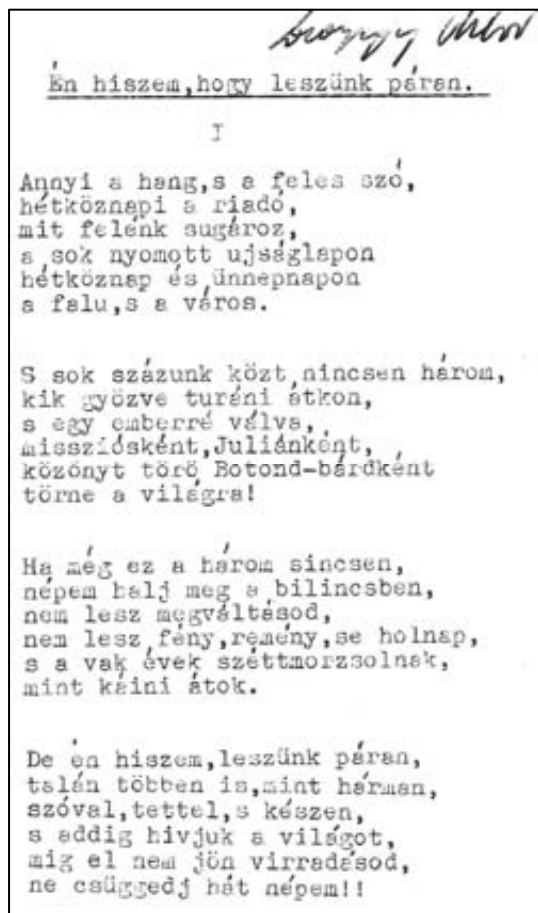 Én hiszem,hogy leszünk páran.
I
Annyi a hang,s a feles szó,
hétköznapi a riadó,
mit felénk sugároz,
a sok nyomott ujságlapon
hétköznap és ünnepnapon
a falu,s a város.
S sok százunk közt nincsen három,
kik győzve turáni átkon,
s egy emberré válva,
missziósként,Juliánként,
közönyt törő Botond-bárdként
törne a világra!
Ha még ez a három sincsen,
népem halj meg a bilincsben,
nem lesz megváltásod,
nem lesz fény,remény,se holnap,
s a vak évek széttmorzsolnak,
mint káini átok.
De én hiszem,leszünk páran,
talán többen is,mint hárman,
szóval,tettel,s készen,
s addig hivjuk a világot,
mig el nem jön virradásod,
ne csüggedj hát népem!!